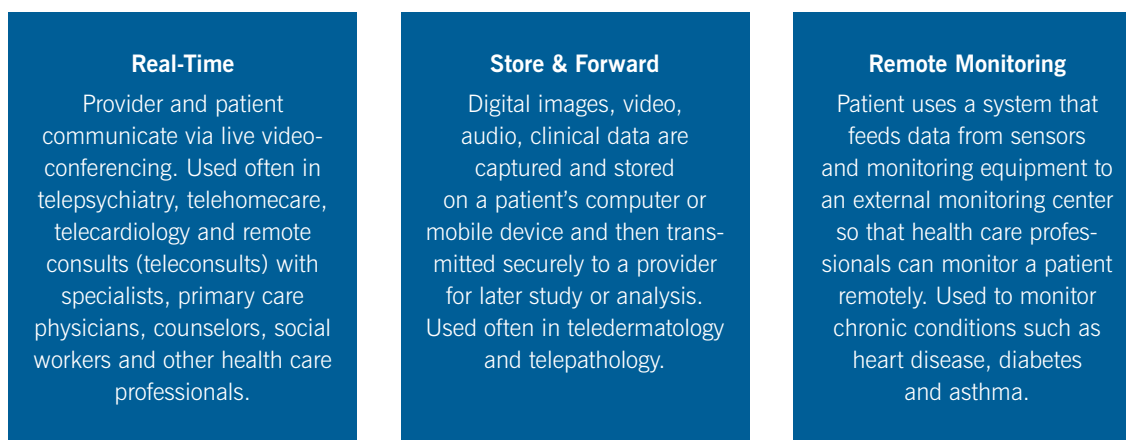 Real-Time
Provider and patient
communicate via live video-
conferencing. Used often in
telepsychiatry, telehomecare,
telecardiology and remote
consults (teleconsults) with
specialists, primary care
physicians, counselors, social
workers and other health care
professionals.
Store & Forward
Digital images, video,
audio, clinical data are
captured and stored
on a patient’s computer or
mobile device and then trans-
mitted securely to a provider
for later study or analysis.
Used often in teledermatology
and telepathology.
Remote Monitoring
Patient uses a system that
feeds data from sensors
and monitoring equipment to
an external monitoring center
so that health care profes-
sionals can monitor a patient
remotely. Used to monitor
chronic conditions such as
heart disease, diabetes
and asthma.